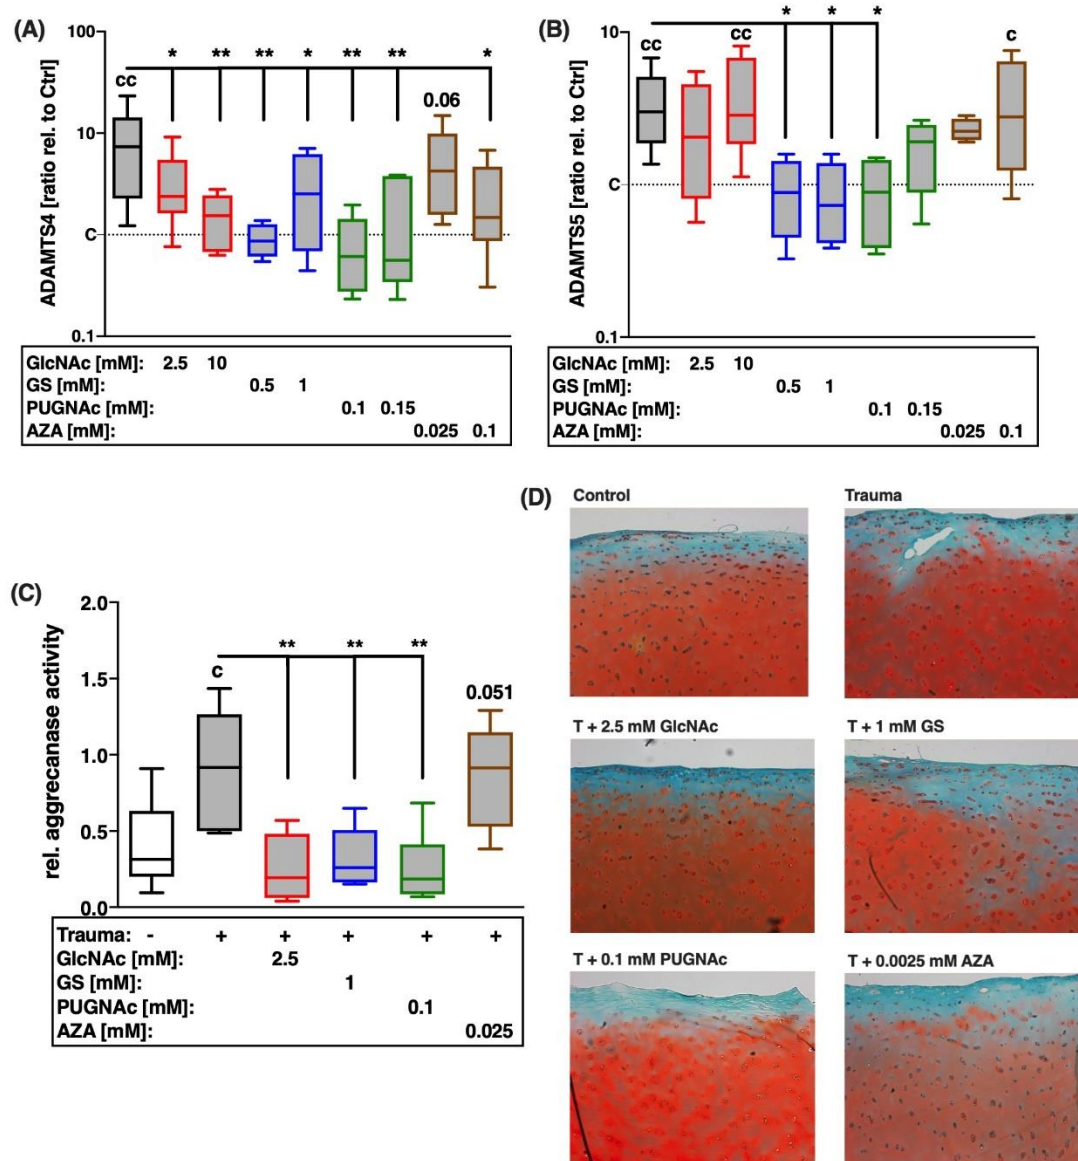 (A)
100
10
C
0.1
ADAMTS4 [ratio rel. to Ctrl]
* ** ** * ** ** *
cc
0.06
GlcNAc [mM]: 2.5 10
GS [mM]: 0.5 1
PUGNAc [mM]: 0.1 0.15
AZA [mM]: 0.025 0.1
(B)
10
C
0.1
ADAMTS5 [ratio rel. to Ctrl]
* * *
cc cc c
GlcNAc [mM]: 2.5 10
GS [mM]: 0.5 1
PUGNAc [mM]: 0.1 0.15
AZA [mM]: 0.025 0.1
(C)
2.0
1.5
1.0
0.5
0.0
rel. aggrecanase activity
** ** **
c
0.051
Trauma: - + + + + +
GlcNAc [mM]: 2.5
GS [mM]: 1
PUGNAc [mM]: 0.1
AZA [mM]: 0.025
(D)
Control
Trauma
T + 2.5 mM GlcNAc
T + 1 mM GS
T + 0.1 mM PUGNAc
T + 0.0025 mM AZA